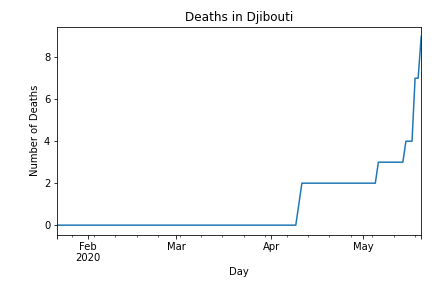 Deaths in Djibouti
Number of Deaths
8
6
4
2
0
Feb
2020
Mar
Apr
May
Day